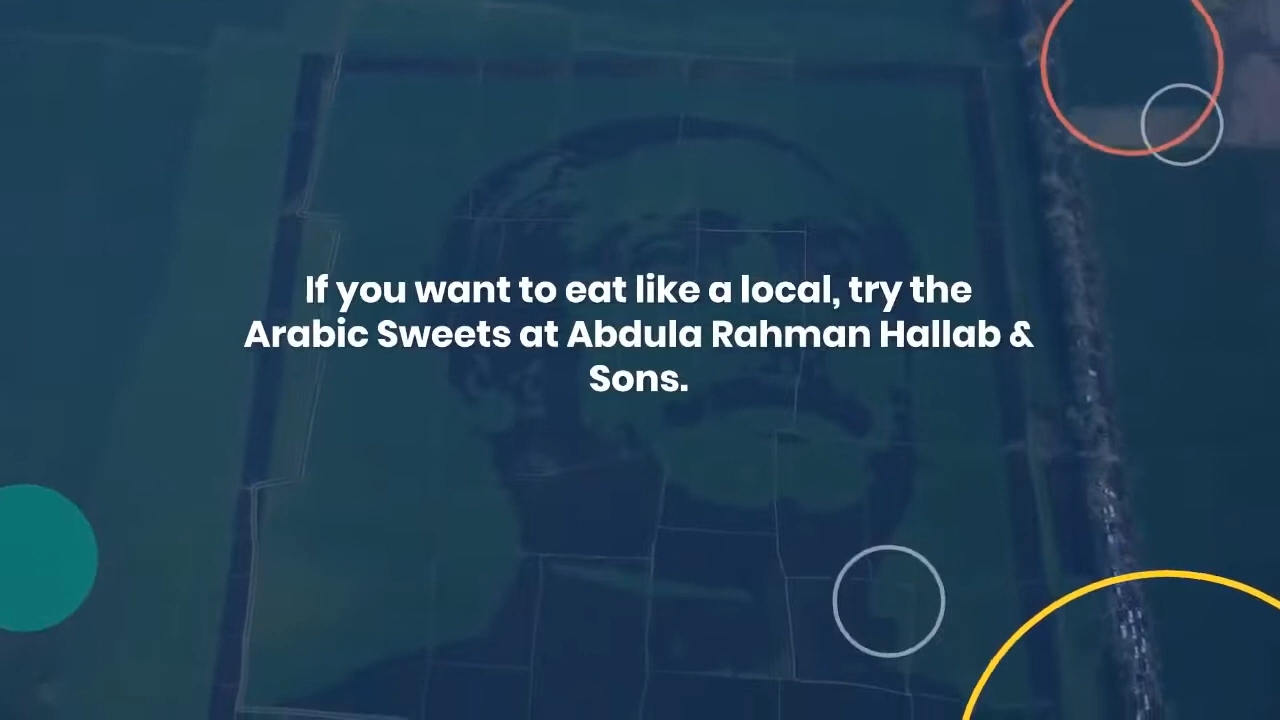 If you want to eat like a local, try the
Arabic Sweets at Abdula Rahman Hallab &
Sons.